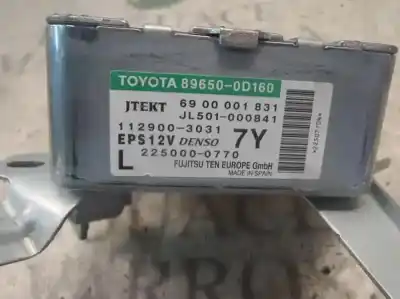 TOYOTA 89650-0D160
JTEKT 69 00 001 831
JL501-000841
112900-3031 7Y
EPS12V DENSO
L 225000-0770
FUJITSU TEN EUROPE GmbH
MADE IN SPAIN